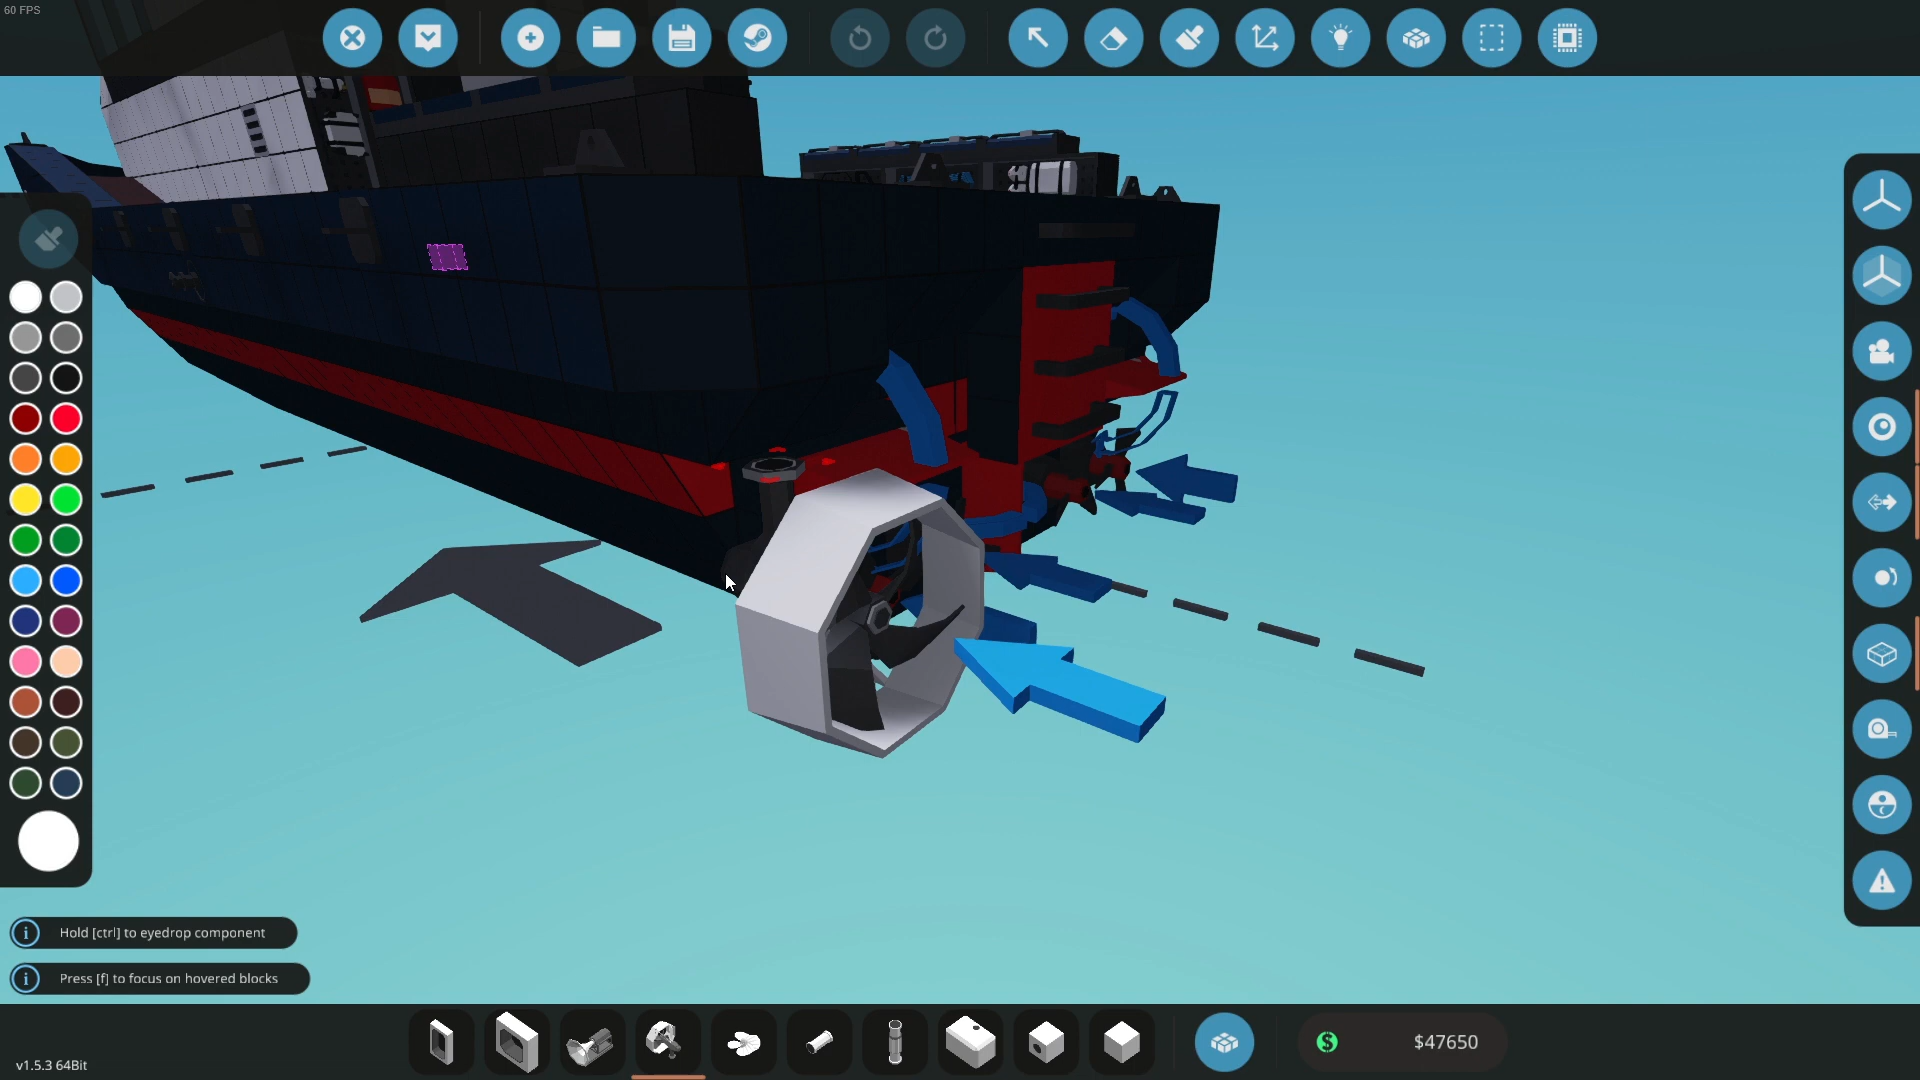 60 FPS
Hold [ctrl] to eyedrop component
Press [f] to focus on hovered blocks
v1.5.3 64Bit
$ $47650